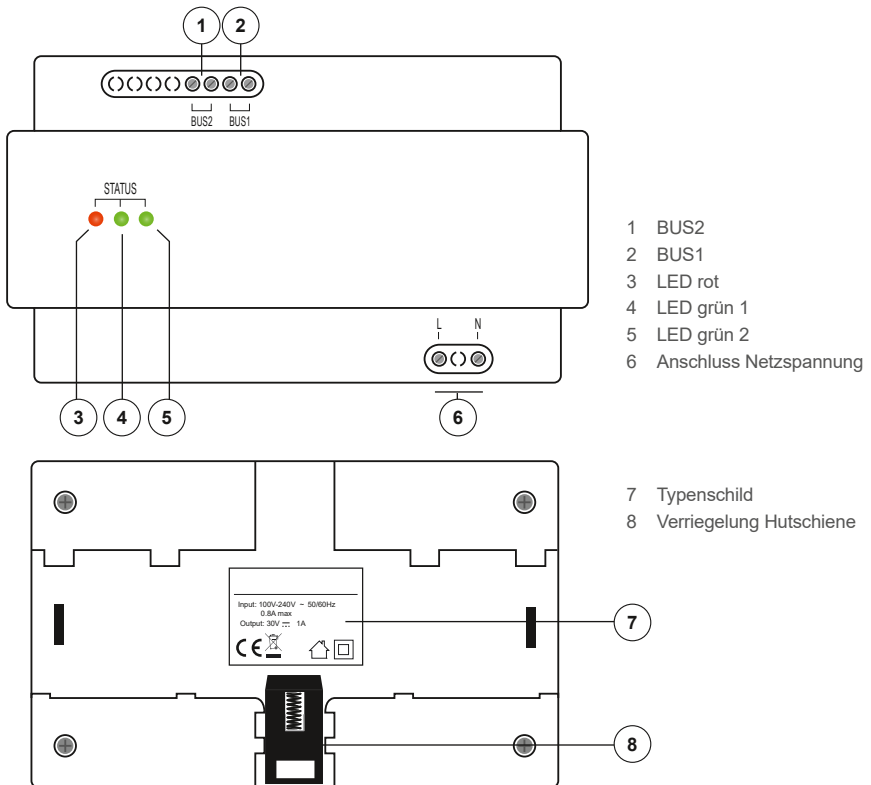 1 2
BUS2 BUS1
STATUS
L N
3 4 5 6
1 BUS2
2 BUS1
3 LED rot
4 LED grün 1
5 LED grün 2
6 Anschluss Netzspannung
7 Typenschild
8 Verriegelung Hutschiene
Input: 100V-240V ~ 50/60Hz
0.8A max
Output: 30V ⎓ 1A
CE
7
8